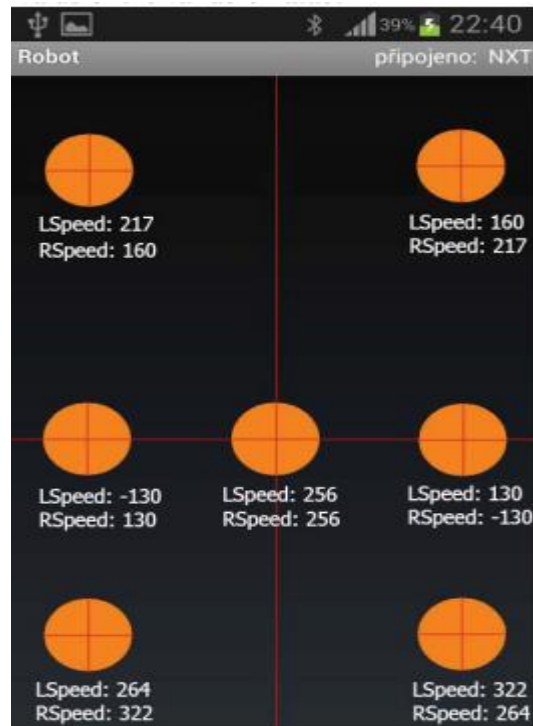 39% 22:40
Robot připojeno: NXT
LSpeed: 217
RSpeed: 160
LSpeed: 160
RSpeed: 217
LSpeed: -130
RSpeed: 130
LSpeed: 256
RSpeed: 256
LSpeed: 130
RSpeed: -130
LSpeed: 264
RSpeed: 322
LSpeed: 322
RSpeed: 264